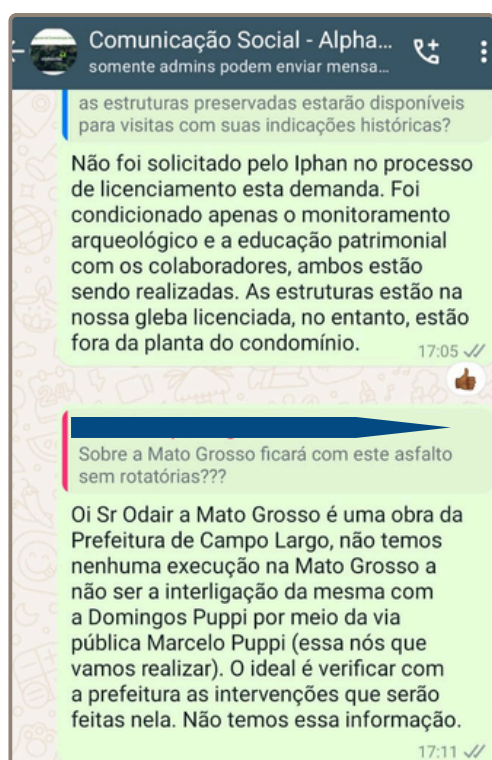 Comunicação Social - Alpha...
somente admins podem enviar mensa...
as estruturas preservadas estarão disponíveis
para visitas com suas indicações históricas?
Não foi solicitado pelo Iphan no processo
de licenciamento esta demanda. Foi
condicionado apenas o monitoramento
arqueológico e a educação patrimonial
com os colaboradores, ambos estão
sendo realizadas. As estruturas estão na
nossa gleba licenciada, no entanto, estão
fora da planta do condomínio.
17:05
Sobre a Mato Grosso ficará com este asfalto
sem rotatórias???
Oi Sr Odair a Mato Grosso é uma obra da
Prefeitura de Campo Largo, não temos
nenhuma execução na Mato Grosso a
não ser a interligação da mesma com
a Domingos Puppi por meio da via
pública Marcelo Puppi (essa nós que
vamos realizar). O ideal é verificar com
a prefeitura as intervenções que serão
feitas nela. Não temos essa informação.
17:11